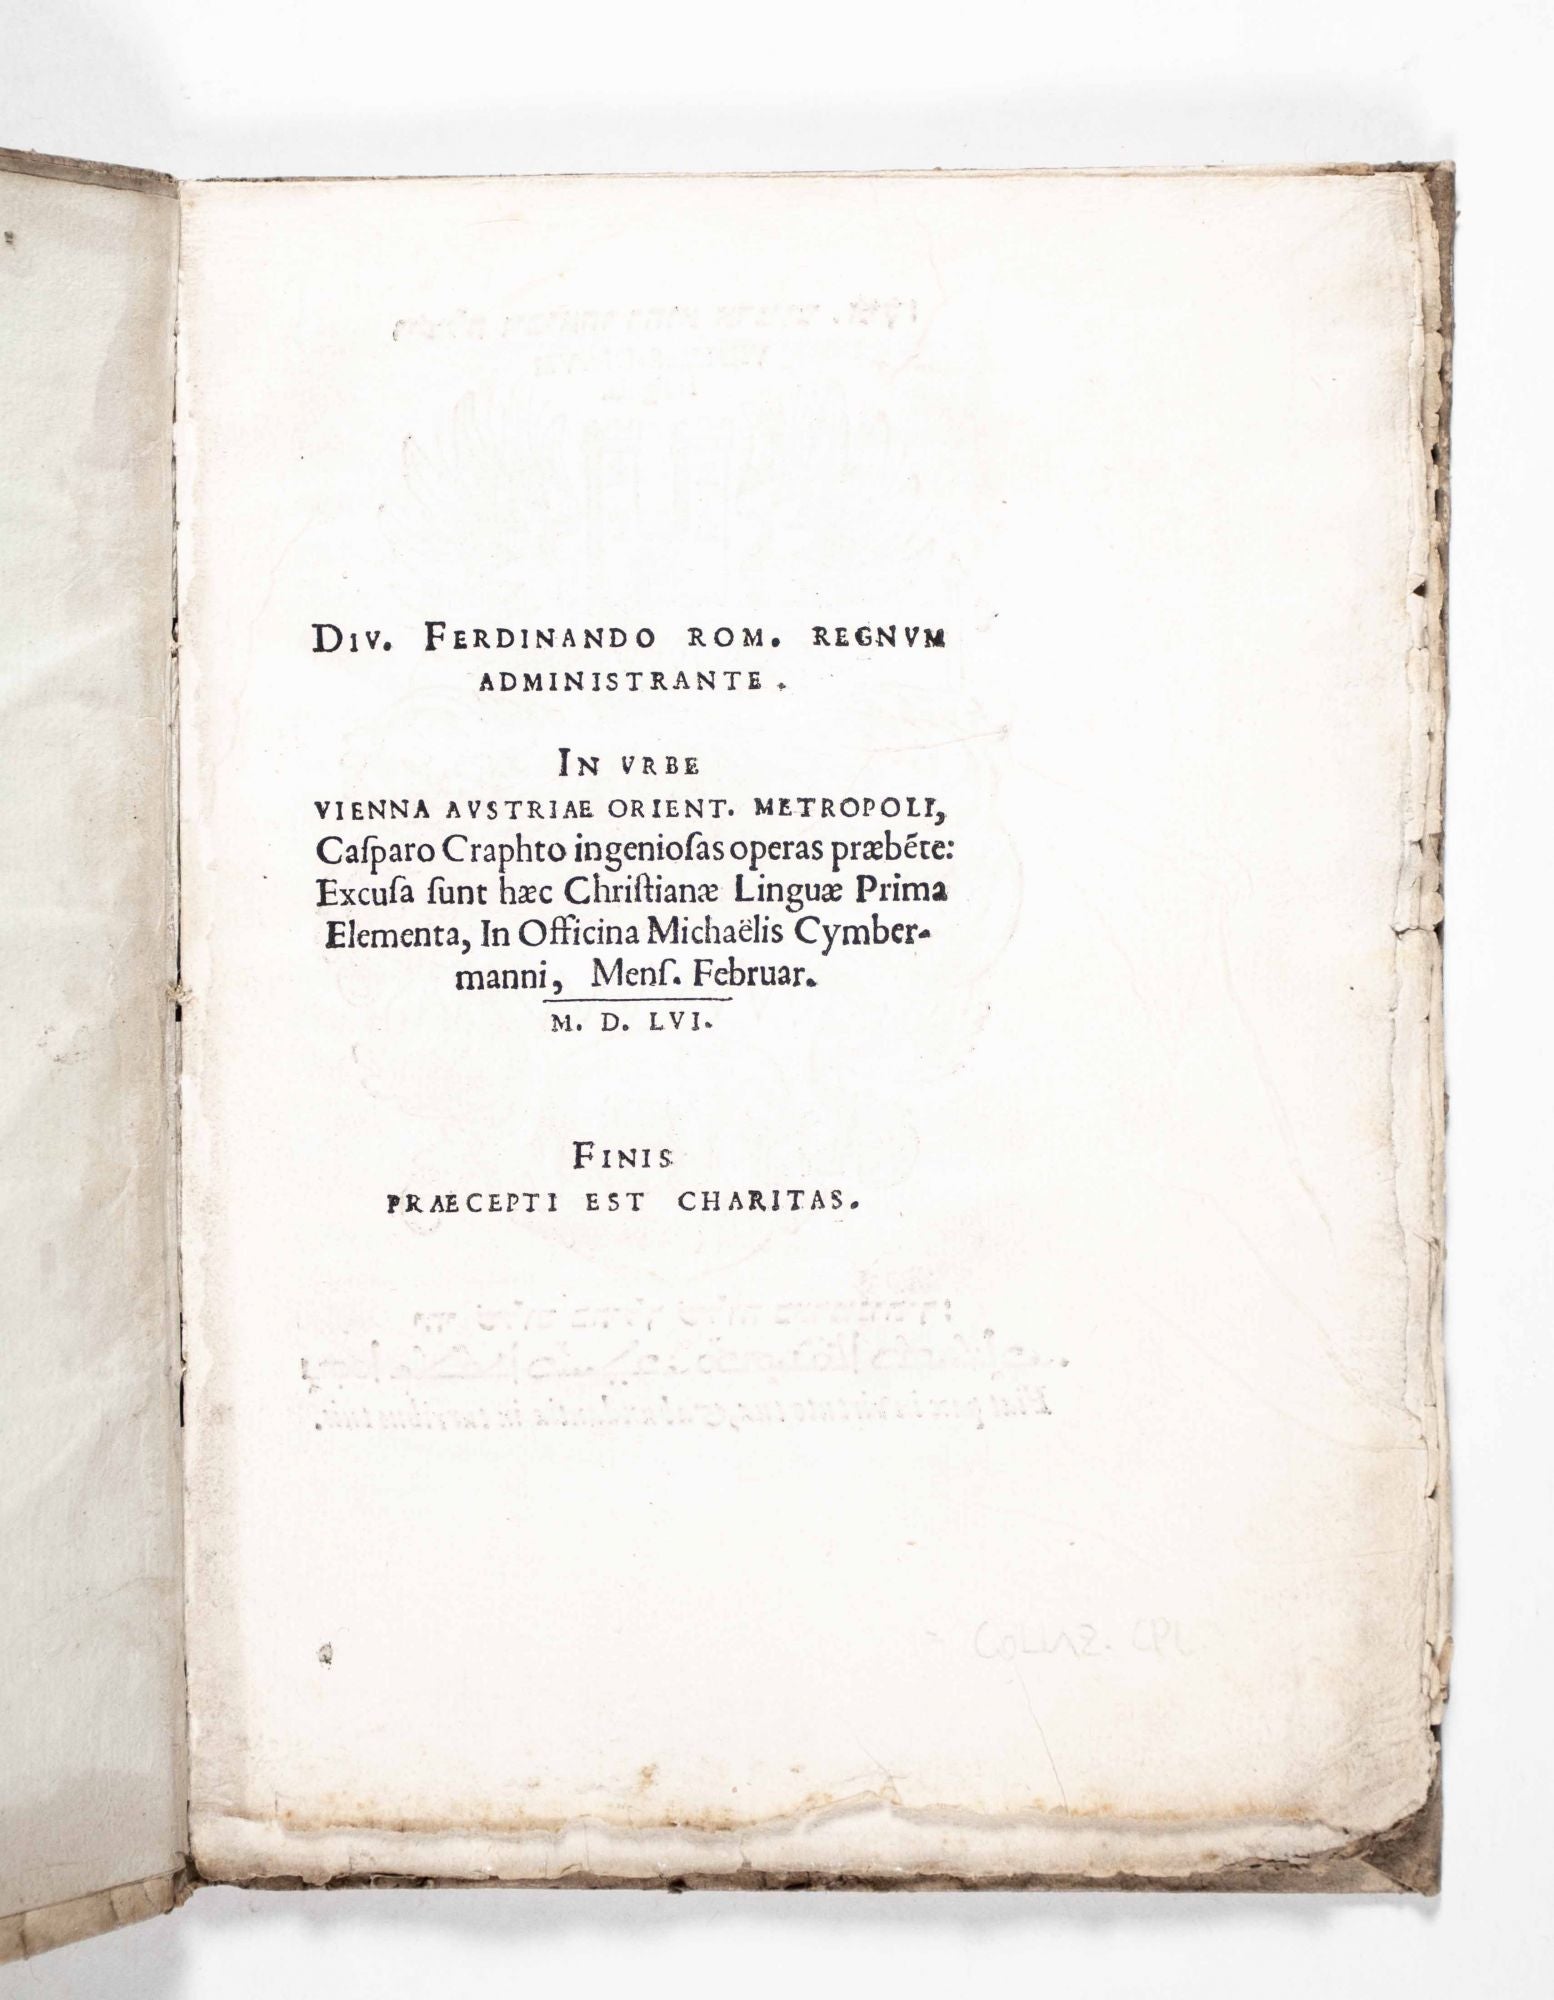 DIV. FERDINANDO ROM. REGNVM
ADMINISTRANTE.
IN VRBE
VIENNA AVSTRIAE ORIENT. METROPOLI,
Caſparo Craphto ingenioſas operas præbẽte:
Excuſa ſunt hæc Chriſtianæ Linguæ Prima
Elementa, In Officina Michaëlis Cymber-
manni, Menſ. Februar.
M. D. LVI.
FINIS
PRAECEPTI EST CHARITAS.